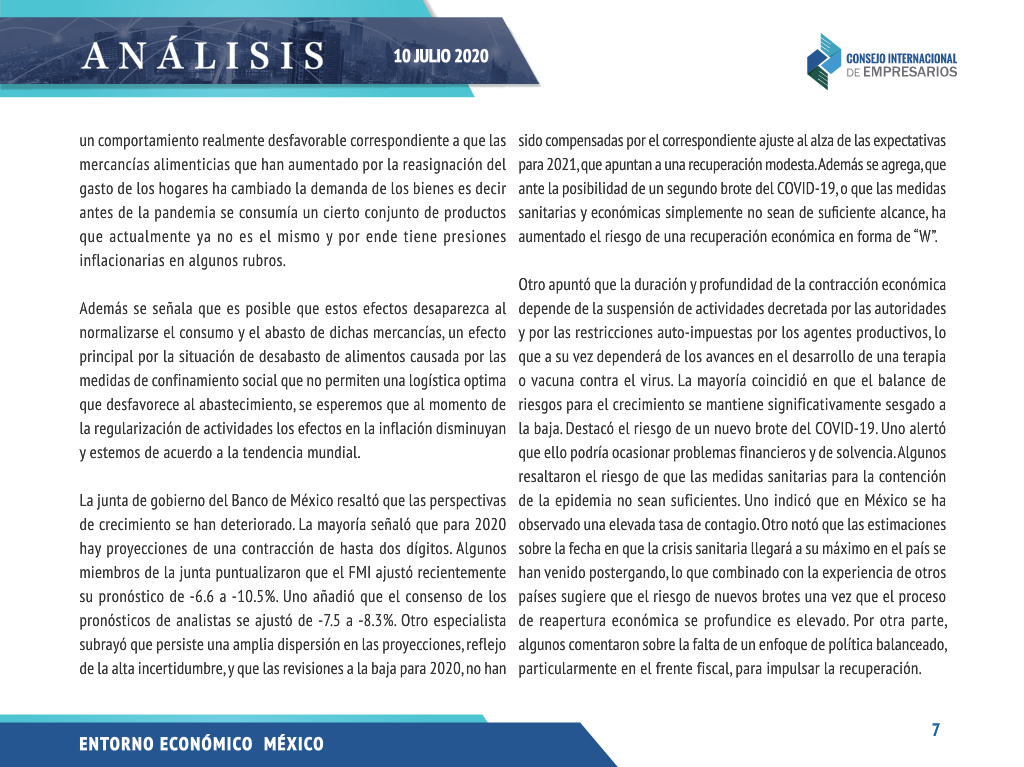 ANÁLISIS
10 JULIO 2020
CONSEJO INTERNACIONAL
DE EMPRESARIOS
un comportamiento realmente desfavorable correspondiente a que las
mercancías alimenticias que han aumentado por la reasignación del
gasto de los hogares ha cambiado la demanda de los bienes es decir
antes de la pandemia se consumía un cierto conjunto de productos
que actualmente ya no es el mismo y por ende tiene presiones
inflacionarias en algunos rubros.
Además se señala que es posible que estos efectos desaparezca al
normalizarse el consumo y el abasto de dichas mercancías, un efecto
principal por la situación de desabasto de alimentos causada por las
medidas de confinamiento social que no permiten una logística optima
que desfavorece al abastecimiento, se esperemos que al momento de
la regularización de actividades los efectos en la inflación disminuyan
y estemos de acuerdo a la tendencia mundial.
La junta de gobierno del Banco de México resaltó que las perspectivas
de crecimiento se han deteriorado. La mayoría señaló que para 2020
hay proyecciones de una contracción de hasta dos dígitos. Algunos
miembros de la junta puntualizaron que el FMI ajustó recientemente
su pronóstico de -6.6 a -10.5%. Uno añadió que el consenso de los
pronósticos de analistas se ajustó de -7.5 a -8.3%. Otro especialista
subrayó que persiste una amplia dispersión en las proyecciones, reflejo
de la alta incertidumbre, y que las revisiones a la baja para 2020, no han
sido compensadas por el correspondiente ajuste al alza de las expectativas
para 2021, que apuntan a una recuperación modesta. Además se agrega, que
ante la posibilidad de un segundo brote del COVID-19, o que las medidas
sanitarias y económicas simplemente no sean de suficiente alcance, ha
aumentado el riesgo de una recuperación económica en forma de “W”.
Otro apuntó que la duración y profundidad de la contracción económica
depende de la suspensión de actividades decretada por las autoridades
y por las restricciones auto-impuestas por los agentes productivos, lo
que a su vez dependerá de los avances en el desarrollo de una terapia
o vacuna contra el virus. La mayoría coincidió en que el balance de
riesgos para el crecimiento se mantiene significativamente sesgado a
la baja. Destacó el riesgo de un nuevo brote del COVID-19. Uno alertó
que ello podría ocasionar problemas financieros y de solvencia. Algunos
resaltaron el riesgo de que las medidas sanitarias para la contención
de la epidemia no sean suficientes. Uno indicó que en México se ha
observado una elevada tasa de contagio. Otro notó que las estimaciones
sobre la fecha en que la crisis sanitaria llegará a su máximo en el país se
han venido postergando, lo que combinado con la experiencia de otros
países sugiere que el riesgo de nuevos brotes una vez que el proceso
de reapertura económica se profundice es elevado. Por otra parte,
algunos comentaron sobre la falta de un enfoque de política balanceado,
particularmente en el frente fiscal, para impulsar la recuperación.
ENTORNO ECONÓMICO MÉXICO
7